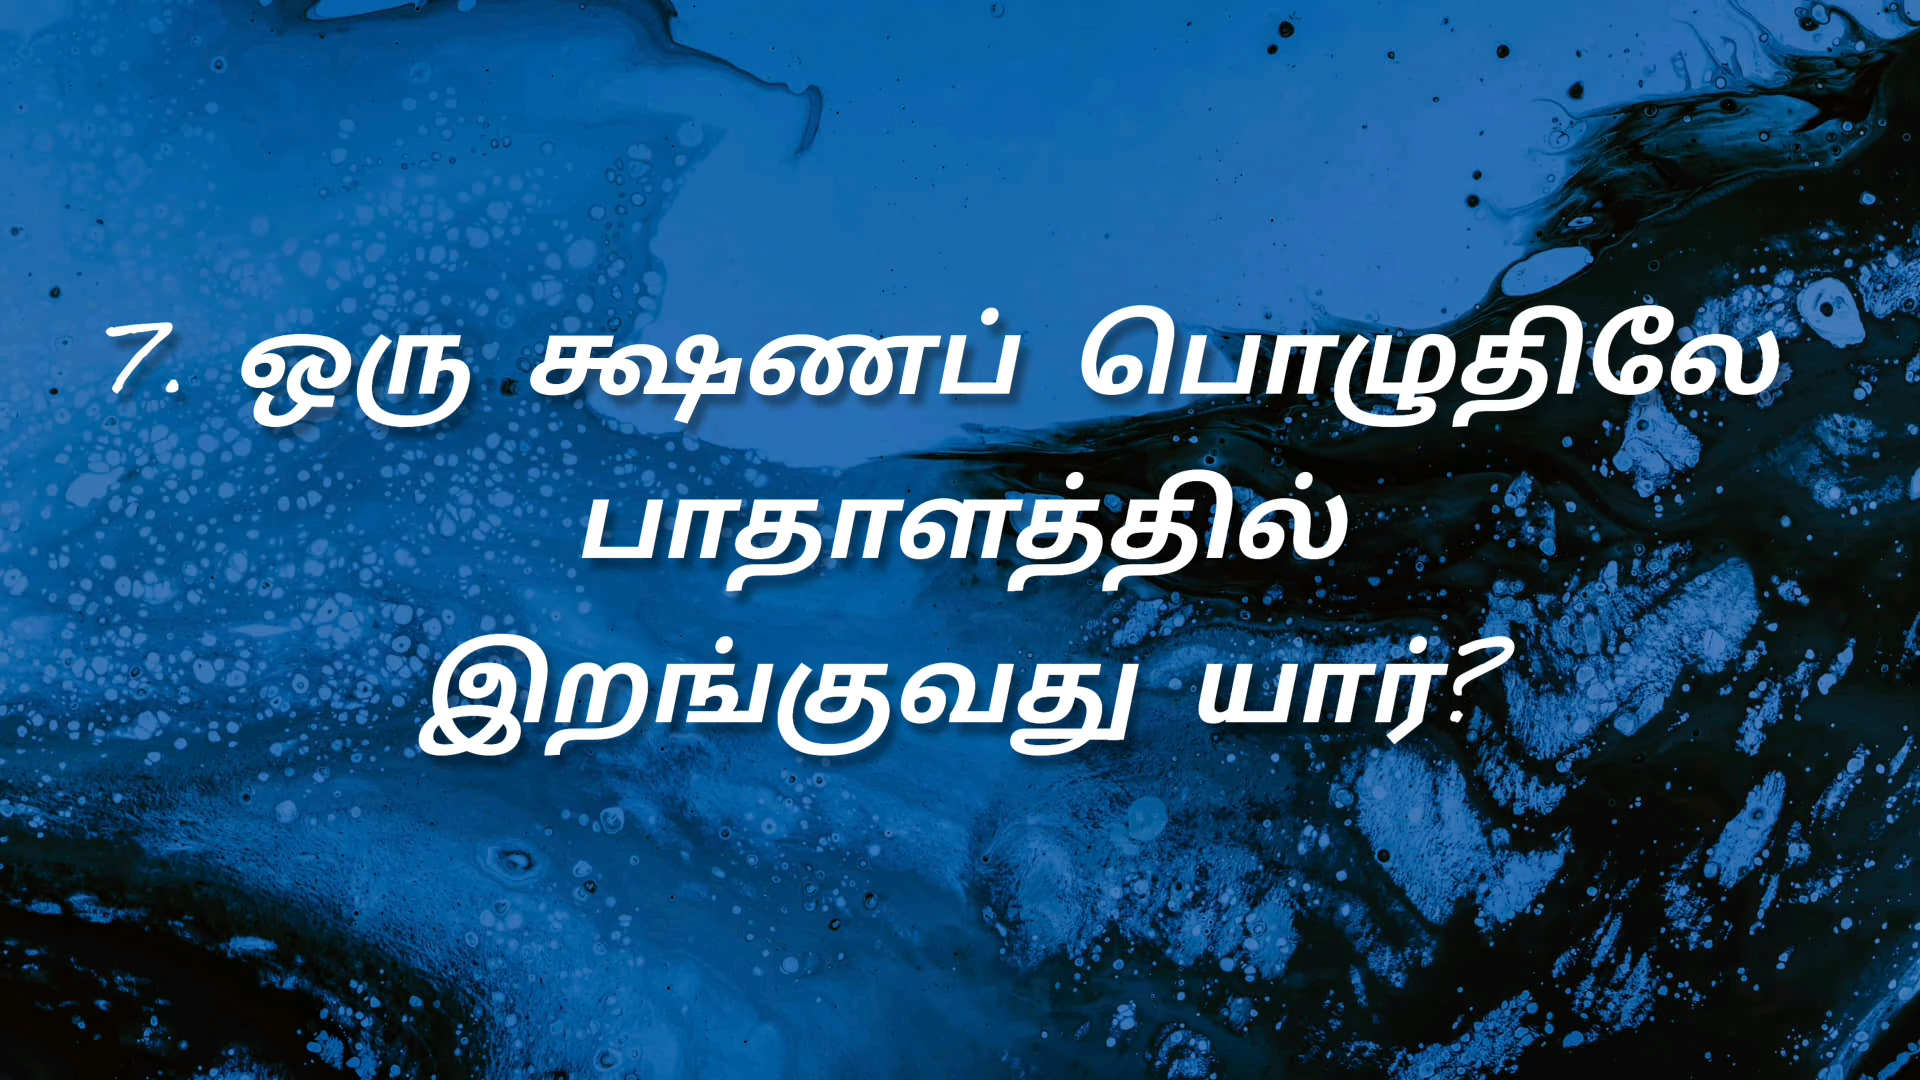 7. ஒரு க்ஷணப் பொழுதிலே
பாதாளத்தில்
இறங்குவது யார்?